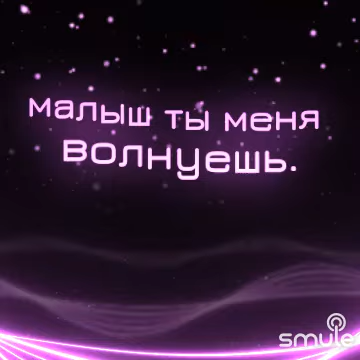 малыш ты меня
волнуешь.
smule